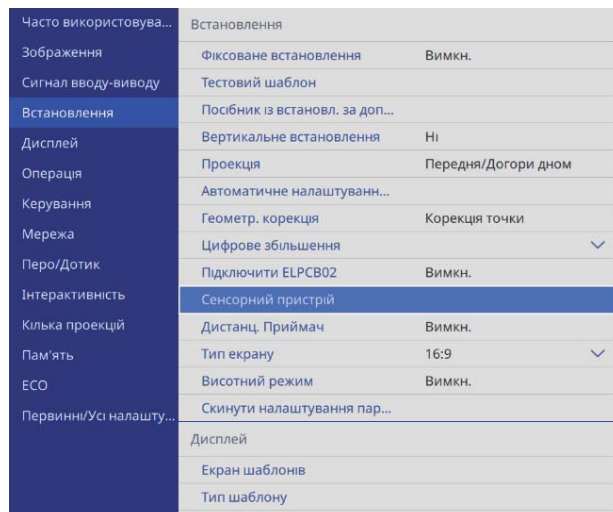 Часто використовува...
Зображення
Сигнал вводу-виводу
Встановлення
Дисплей
Операція
Керування
Мережа
Перо/Дотик
Інтерактивність
Кілька проекцій
Пам'ять
ECO
Первинні/Усі налашту...
Встановлення
Фіксоване встановлення Вимкн.
Тестовий шаблон
Посібник із встановл. за доп...
Вертикальне встановлення Ні
Проекція Передня/Догори дном
Автоматичне налаштуванн...
Геометр. корекція Корекція точки
Цифрове збільшення
Підключити ELPCB02 Вимкн.
Сенсорний пристрій
Дистанц. Приймач Вимкн.
Тип екрану 16:9
Висотний режим Вимкн.
Скинути налаштування пар...
Дисплей
Екран шаблонів
Тип шаблону